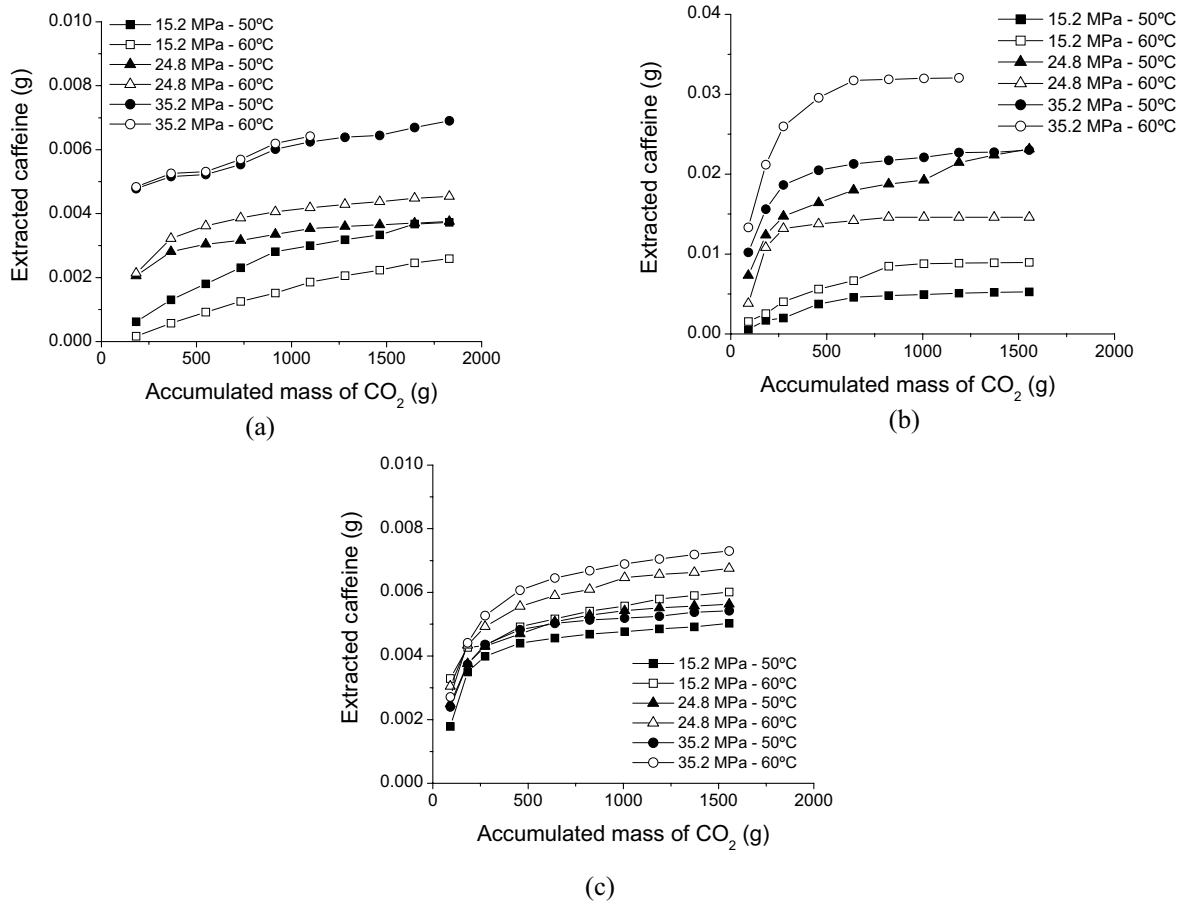 0.010
0.008
0.006
0.004
0.002
0.000
Extracted caffeine (g)
15.2 MPa - 50ºC
15.2 MPa - 60ºC
24.8 MPa - 50ºC
24.8 MPa - 60ºC
35.2 MPa - 50ºC
35.2 MPa - 60ºC
0 500 1000 1500 2000
Accumulated mass of CO₂ (g)
(a)
0.04
0.03
0.02
0.01
0.00
Extracted caffeine (g)
15.2 MPa - 50ºC
15.2 MPa - 60ºC
24.8 MPa - 50ºC
24.8 MPa - 60ºC
35.2 MPa - 50ºC
35.2 MPa - 60ºC
0 500 1000 1500 2000
Accumulated mass of CO₂ (g)
(b)
0.010
0.008
0.006
0.004
0.002
0.000
Extracted caffeine (g)
15.2 MPa - 50ºC
15.2 MPa - 60ºC
24.8 MPa - 50ºC
24.8 MPa - 60ºC
35.2 MPa - 50ºC
35.2 MPa - 60ºC
0 500 1000 1500 2000
Accumulated mass of CO₂ (g)
(c)